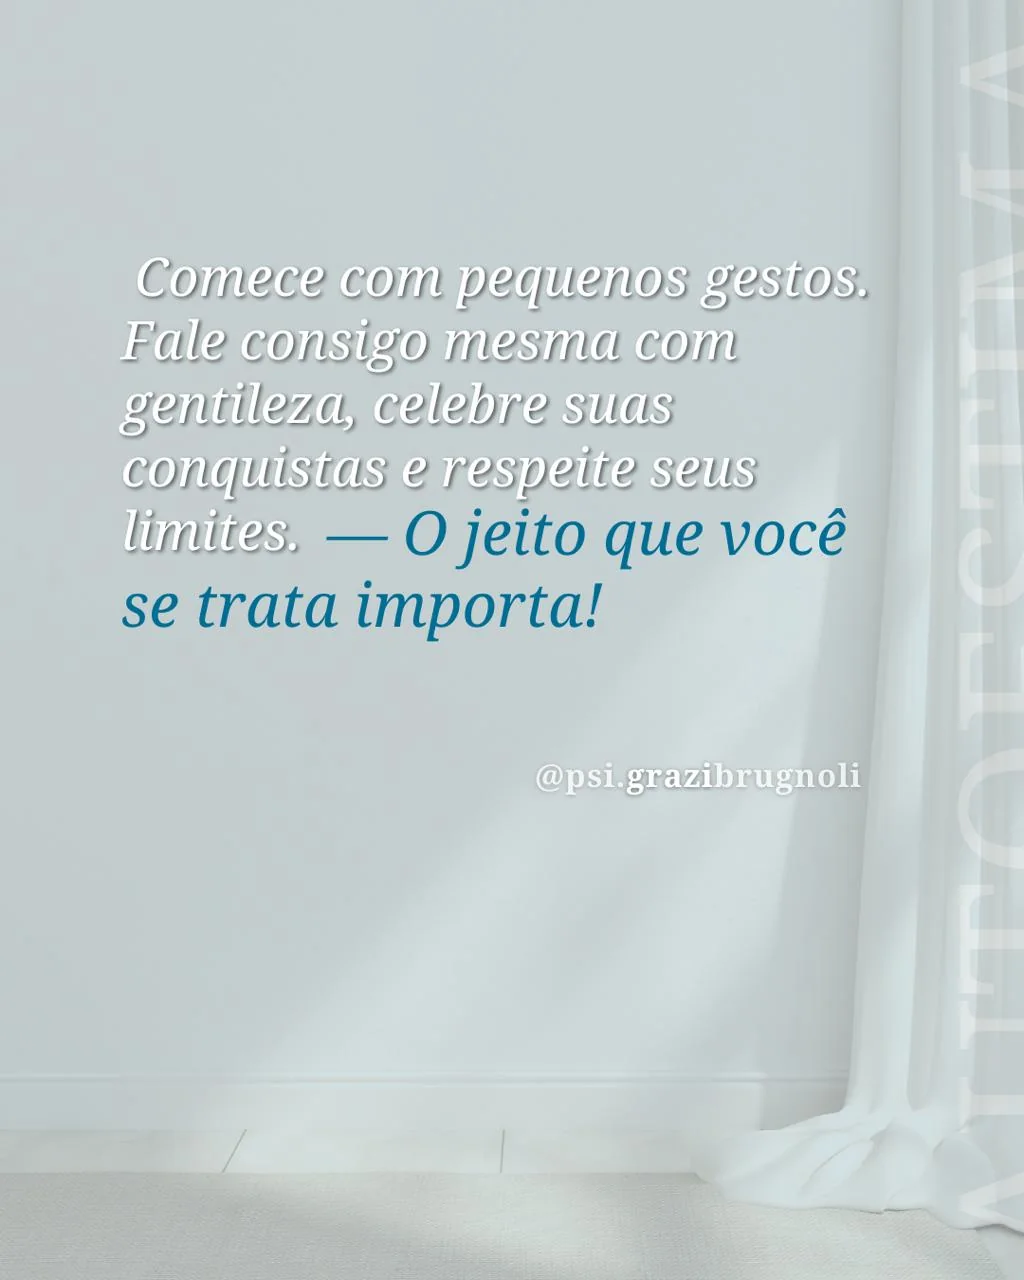 Comece com pequenos gestos.
Fale consigo mesma com
gentileza, celebre suas
conquistas e respeite seus
limites. — O jeito que você
se trata importa!
@psi.grazibrugnoli
AUTOESTIMA